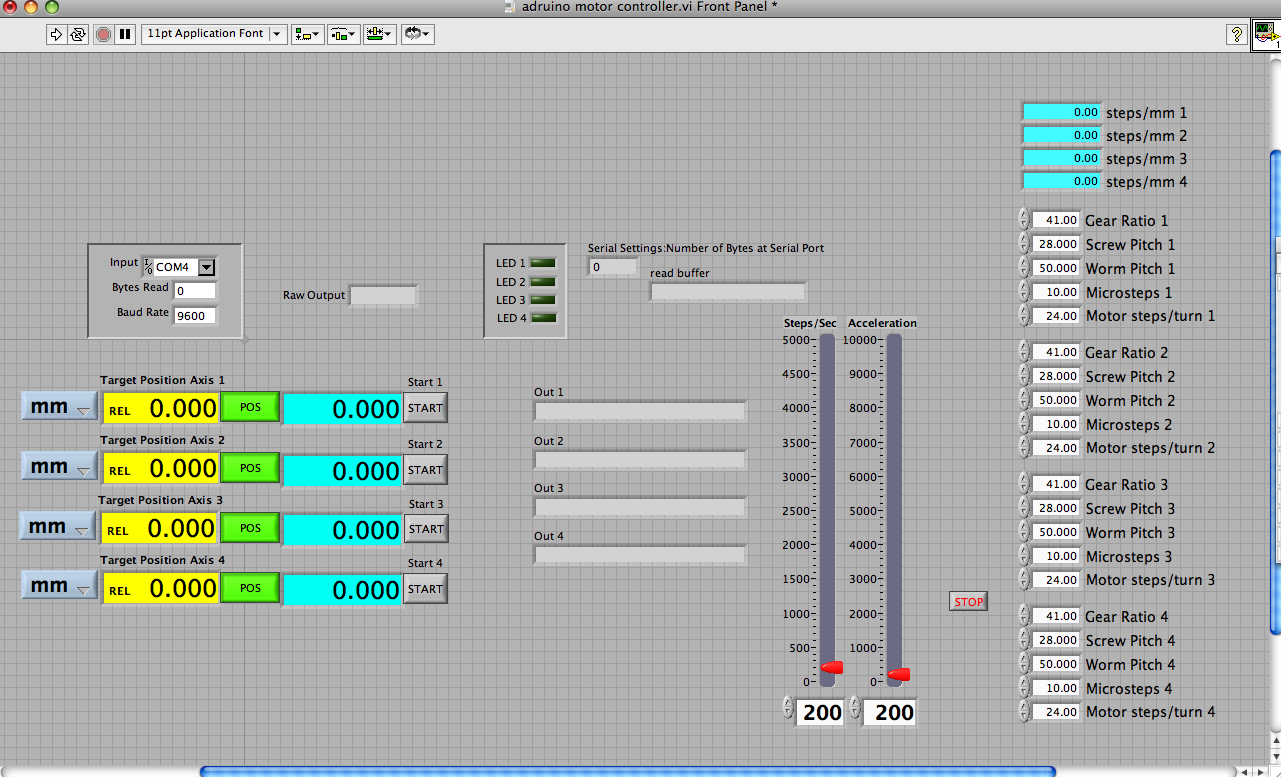 adruino motor controller.vi Front Panel *
11pt Application Font
?
1
0.00 steps/mm 1
0.00 steps/mm 2
0.00 steps/mm 3
0.00 steps/mm 4
Input I/O COM4
Bytes Read 0
Baud Rate 9600
Raw Output
LED 1
LED 2
LED 3
LED 4
Serial Settings:Number of Bytes at Serial Port
0
read buffer
41.00 Gear Ratio 1
28.000 Screw Pitch 1
50.000 Worm Pitch 1
10.00 Microsteps 1
24.00 Motor steps/turn 1
41.00 Gear Ratio 2
28.000 Screw Pitch 2
50.000 Worm Pitch 2
10.00 Microsteps 2
24.00 Motor steps/turn 2
41.00 Gear Ratio 3
28.000 Screw Pitch 3
50.000 Worm Pitch 3
10.00 Microsteps 3
24.00 Motor steps/turn 3
41.00 Gear Ratio 4
28.000 Screw Pitch 4
50.000 Worm Pitch 4
10.00 Microsteps 4
24.00 Motor steps/turn 4
Target Position Axis 1
Start 1
mm REL 0.000 POS 0.000 START
Target Position Axis 2
Start 2
mm REL 0.000 POS 0.000 START
Target Position Axis 3
Start 3
mm REL 0.000 POS 0.000 START
Target Position Axis 4
Start 4
mm REL 0.000 POS 0.000 START
Out 1
Out 2
Out 3
Out 4
Steps/Sec Acceleration
5000 10000
4500 9000
4000 8000
3500 7000
3000 6000
2500 5000
2000 4000
1500 3000
1000 2000
500 1000
0 0
200 200
STOP